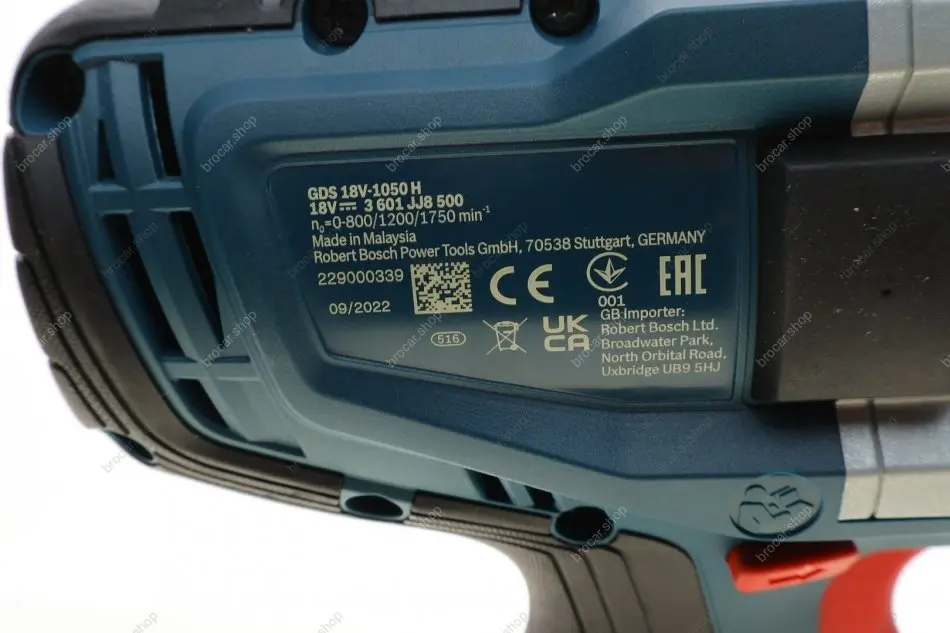 GDS 18V-1050 H
18V⎓ 3 601 JJ8 500
n₀=0-800/1200/1750 min⁻¹
Made in Malaysia
Robert Bosch Power Tools GmbH, 70538 Stuttgart, GERMANY
229000339
CE
EAC
001
09/2022
516
UK
CA
GB Importer:
Robert Bosch Ltd.
Broadwater Park,
North Orbital Road,
Uxbridge UB9 5HJ
brocar.shop